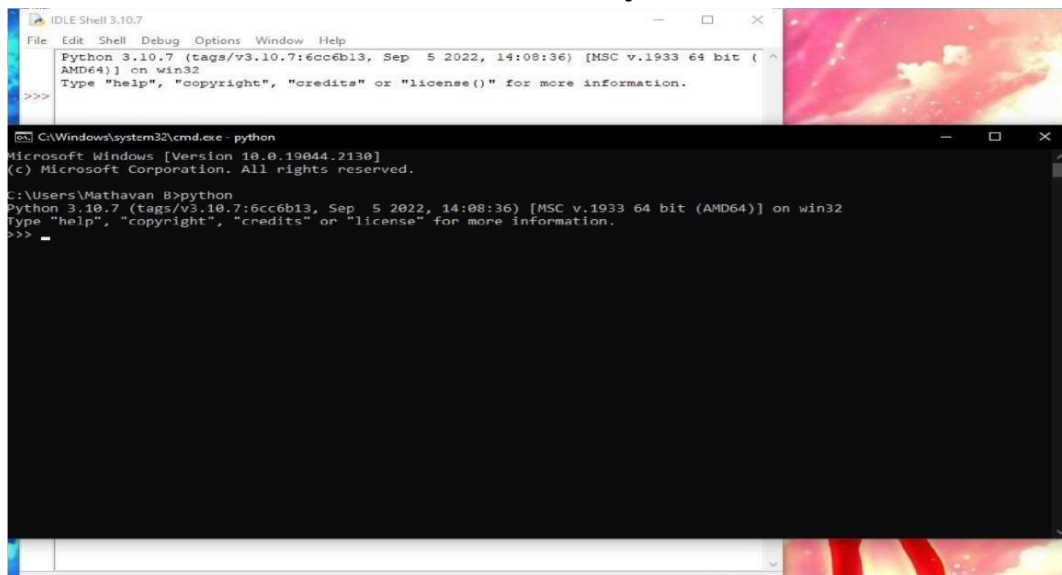 IDLE Shell 3.10.7
File Edit Shell Debug Options Window Help
Python 3.10.7 (tags/v3.10.7:6cc6b13, Sep 5 2022, 14:08:36) [MSC v.1933 64 bit (
AMD64)] on win32
Type "help", "copyright", "credits" or "license()" for more information.
>>>
C:\Windows\system32\cmd.exe - python
Microsoft Windows [Version 10.0.19044.2130]
(c) Microsoft Corporation. All rights reserved.
C:\Users\Mathavan B>python
Python 3.10.7 (tags/v3.10.7:6cc6b13, Sep 5 2022, 14:08:36) [MSC v.1933 64 bit (AMD64)] on win32
Type "help", "copyright", "credits" or "license" for more information.
>>>